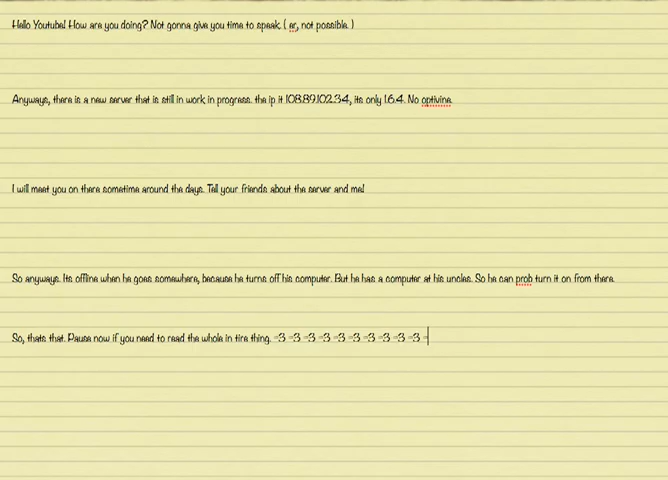 Hello Youtube! How are you doing? Not gonna give you time to speak. ( er, not possible. )
Anyways, there is a new server that is still in work in progress. the ip it 108.89.102.34, its only 1.6.4. No optivine.
I will meet you on there sometime around the days. Tell your friends about the server and me!
So anyways. Its offline when he goes somewhere, because he turns off his computer. But he has a computer at his uncles. So he can prob turn it on from there.
So, thats that. Pause now if you need to read the whole in tire thing. -3 -3 -3 -3 -3 -3 -3 -3 -3 -3 -